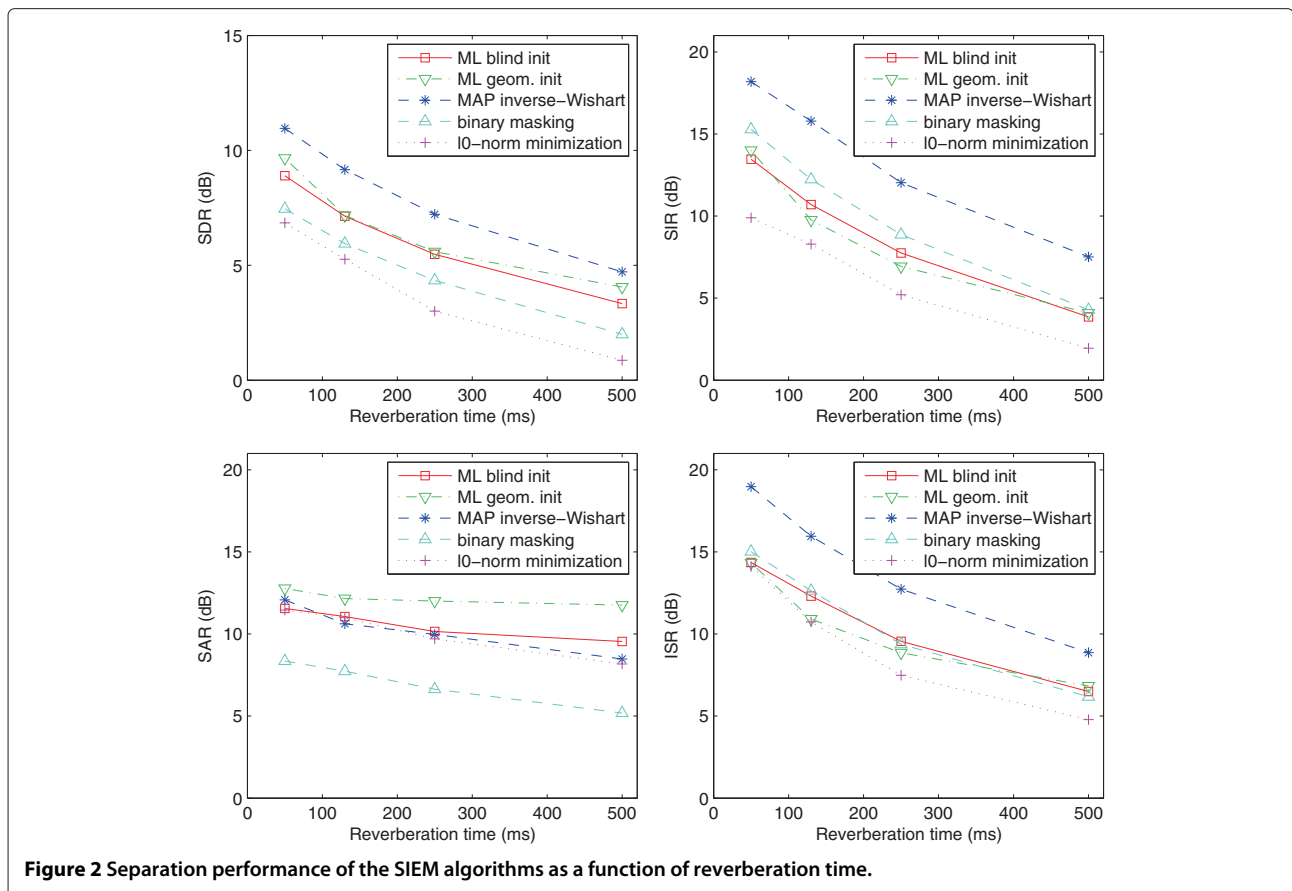 15
10
5
0
SDR (dB)
0 100 200 300 400 500
Reverberation time (ms)
ML blind init
ML geom. init
MAP inverse−Wishart
binary masking
l0−norm minimization
20
15
10
5
0
SIR (dB)
0 100 200 300 400 500
Reverberation time (ms)
ML blind init
ML geom. init
MAP inverse−Wishart
binary masking
l0−norm minimization
20
15
10
5
0
SAR (dB)
0 100 200 300 400 500
Reverberation time (ms)
ML blind init
ML geom. init
MAP inverse−Wishart
binary masking
l0−norm minimization
20
15
10
5
0
ISR (dB)
0 100 200 300 400 500
Reverberation time (ms)
ML blind init
ML geom. init
MAP inverse−Wishart
binary masking
l0−norm minimization
Figure 2 Separation performance of the SIEM algorithms as a function of reverberation time.